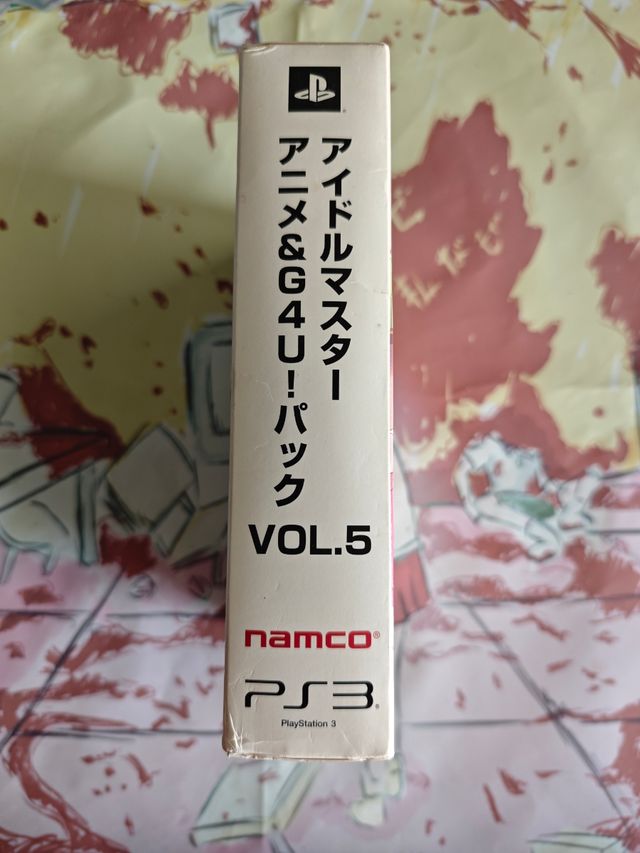 アイドルマスター
アニメ&G4U!パック
VOL.5
namco®
PS3®
PlayStation 3